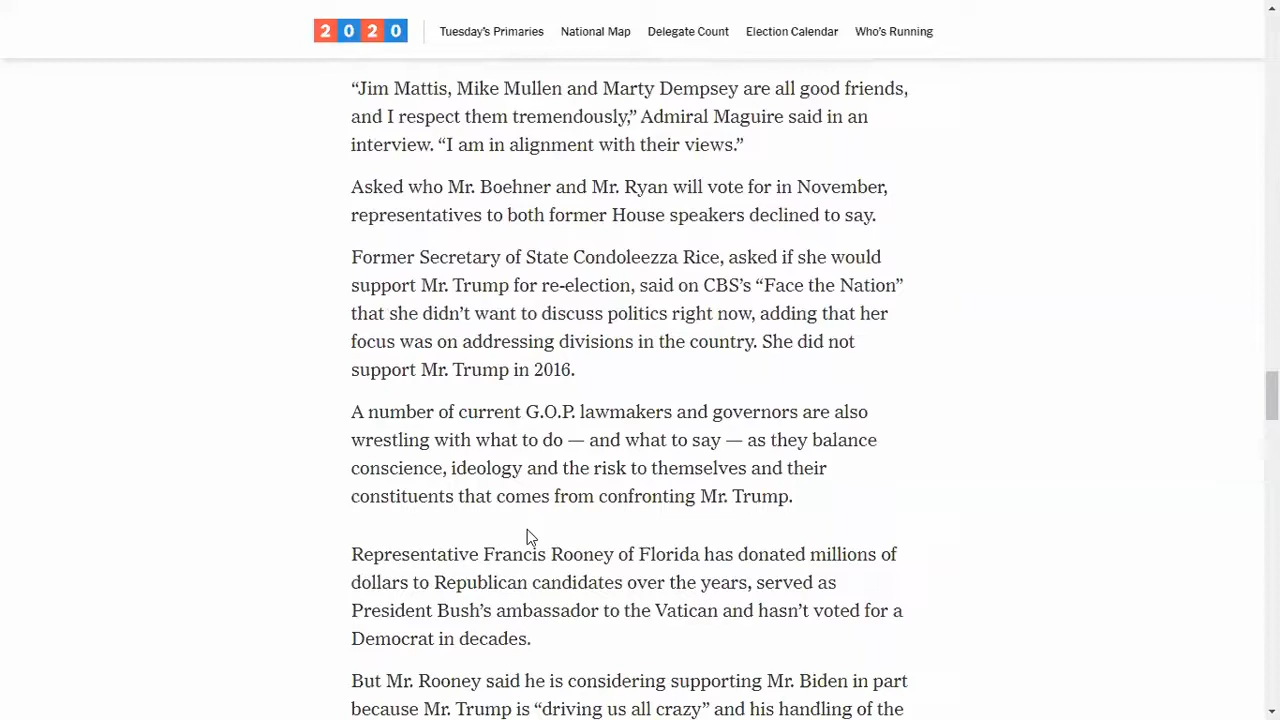 2020 Tuesday's Primaries National Map Delegate Count Election Calendar Who's Running
“Jim Mattis, Mike Mullen and Marty Dempsey are all good friends,
and I respect them tremendously,” Admiral Maguire said in an
interview. “I am in alignment with their views.”
Asked who Mr. Boehner and Mr. Ryan will vote for in November,
representatives to both former House speakers declined to say.
Former Secretary of State Condoleezza Rice, asked if she would
support Mr. Trump for re-election, said on CBS’s “Face the Nation”
that she didn’t want to discuss politics right now, adding that her
focus was on addressing divisions in the country. She did not
support Mr. Trump in 2016.
A number of current G.O.P. lawmakers and governors are also
wrestling with what to do — and what to say — as they balance
conscience, ideology and the risk to themselves and their
constituents that comes from confronting Mr. Trump.
Representative Francis Rooney of Florida has donated millions of
dollars to Republican candidates over the years, served as
President Bush’s ambassador to the Vatican and hasn’t voted for a
Democrat in decades.
But Mr. Rooney said he is considering supporting Mr. Biden in part
because Mr. Trump is “driving us all crazy” and his handling of the